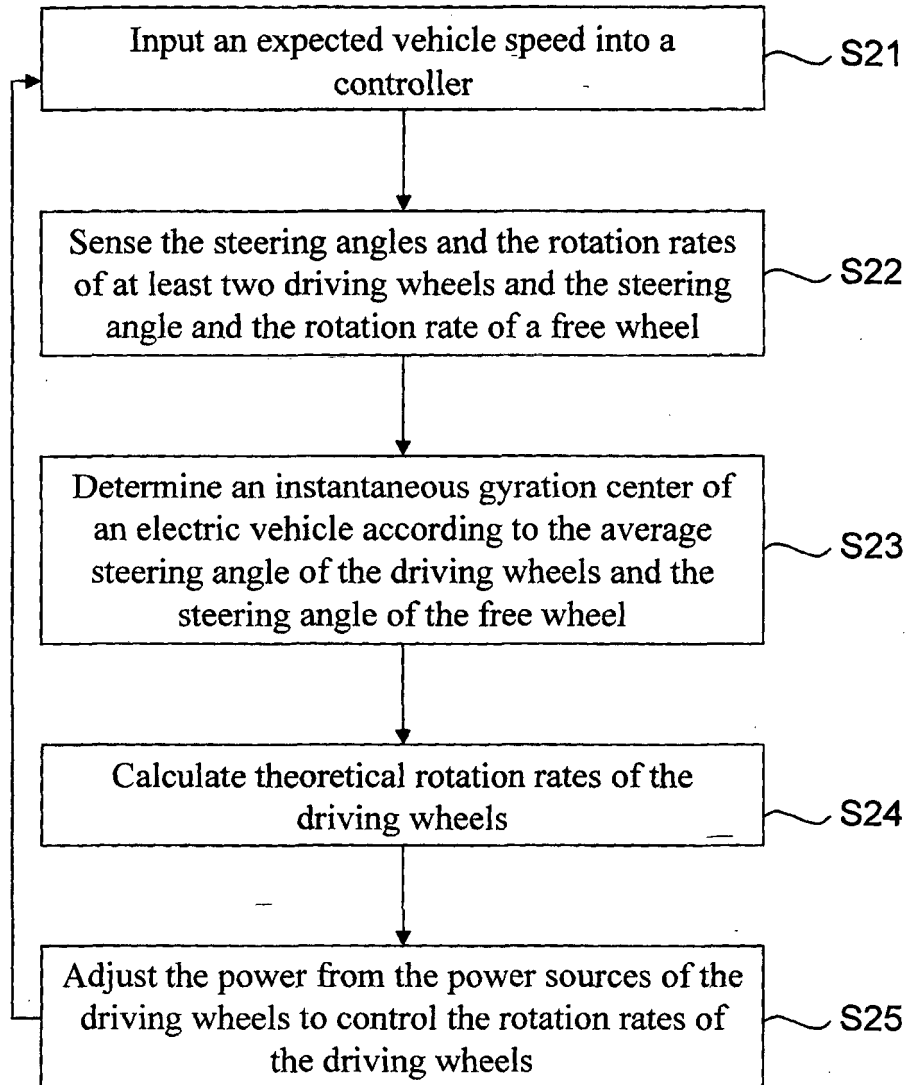 Input an expected vehicle speed into a
controller
S21
Sense the steering angles and the rotation rates
of at least two driving wheels and the steering
angle and the rotation rate of a free wheel
S22
Determine an instantaneous gyration center of
an electric vehicle according to the average
steering angle of the driving wheels and the
steering angle of the free wheel
S23
Calculate theoretical rotation rates of the
driving wheels
S24
Adjust the power from the power sources of the
driving wheels to control the rotation rates of
the driving wheels
S25